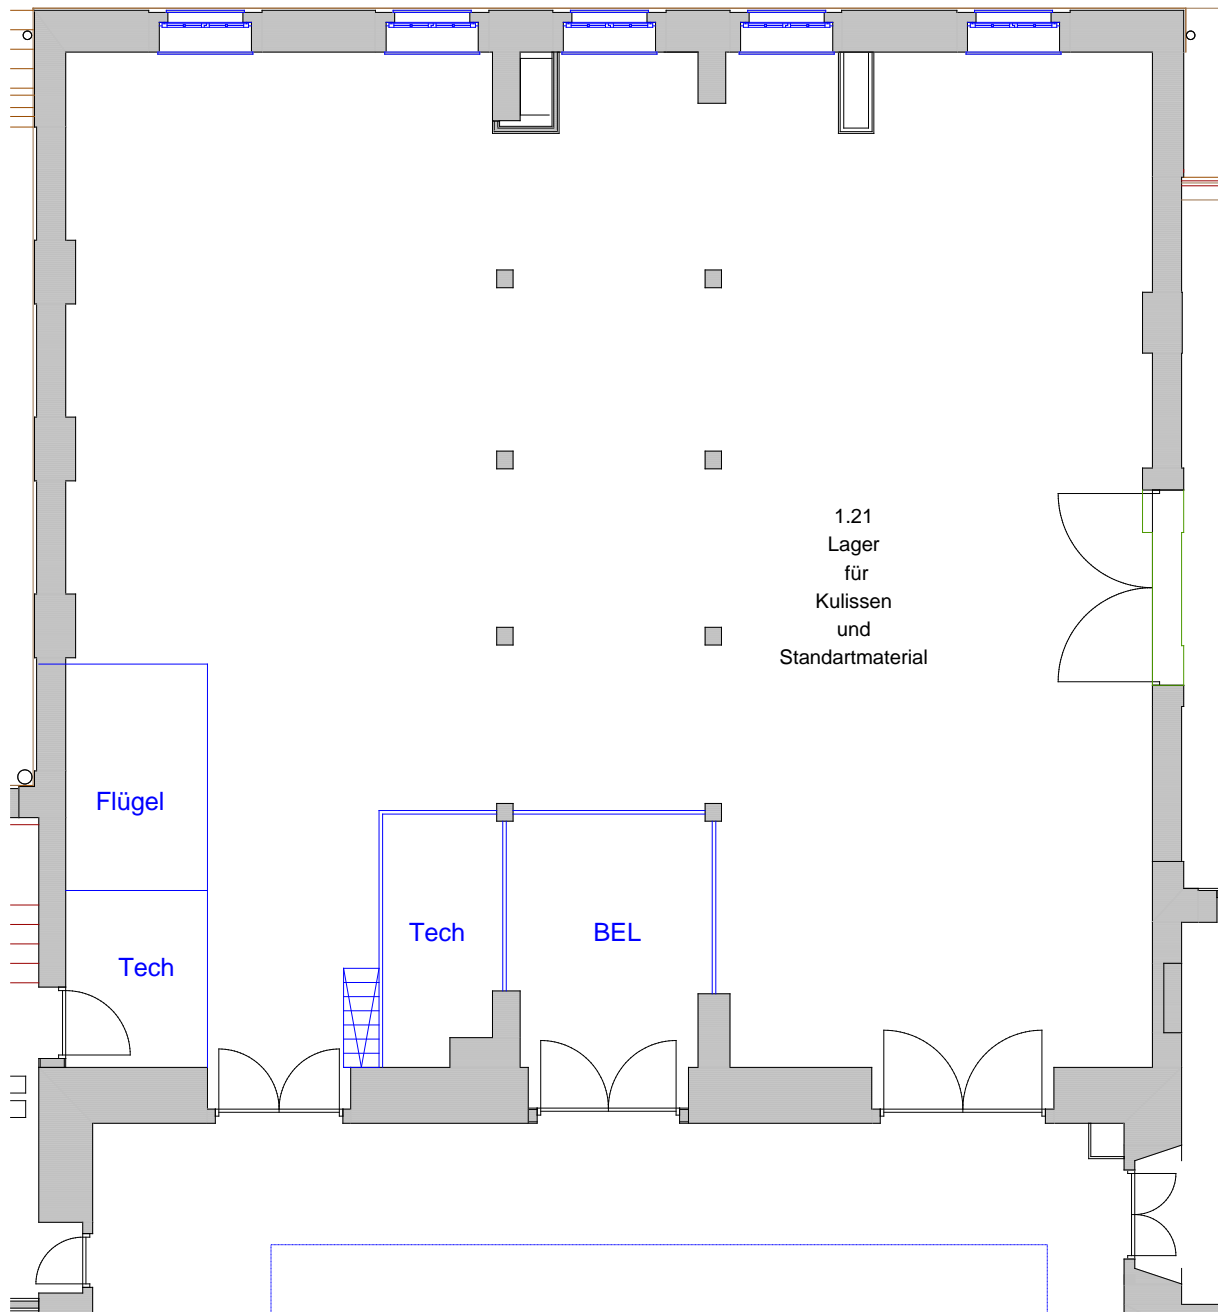 1.21
Lager
für
Kulissen
und
Standartmaterial
Flügel
Tech
Tech
BEL